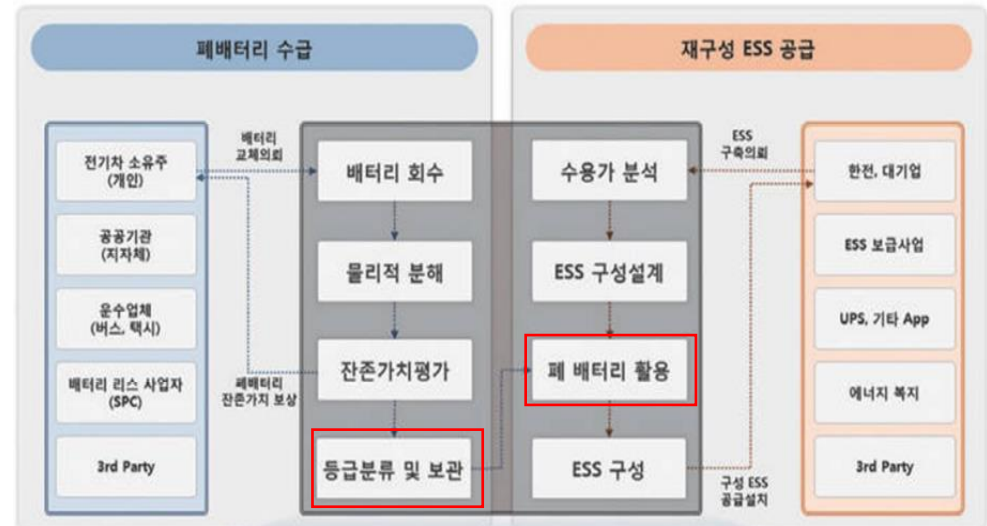 폐배터리 수급
전기차 소유주
(개인)
공공기관
(지자체)
운수업체
(버스, 택시)
배터리 리스 사업자
(SPC)
3rd Party
배터리
교체의뢰
폐배터리
잔존가치 보상
배터리 회수
물리적 분해
잔존가치평가
등급분류 및 보관
재구성 ESS 공급
수용가 분석
ESS 구성설계
폐 배터리 활용
ESS 구성
ESS
구축의뢰
구성 ESS
공급설치
한전, 대기업
ESS 보급사업
UPS, 기타 App
에너지 복지
3rd Party